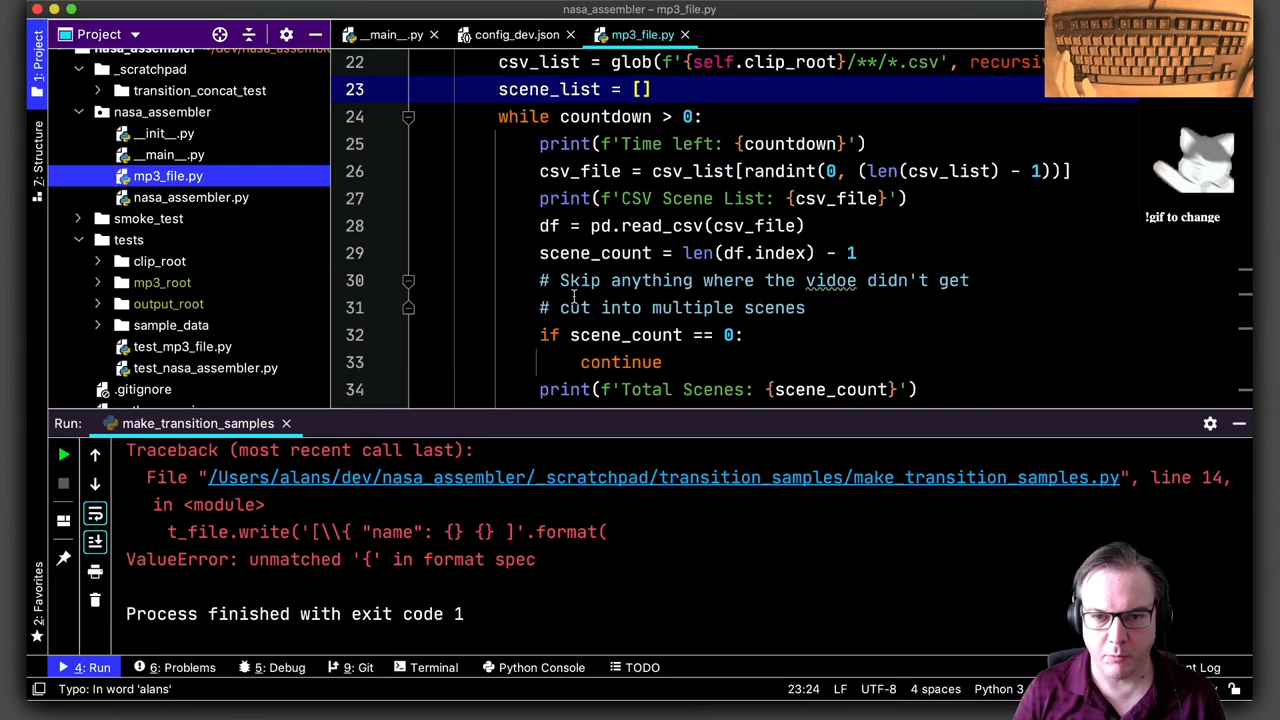 nasa_assembler – mp3_file.py
1: Project
7: Structure
2: Favorites
Project
nasa_assembler ~/dev/nasa_assemble
_scratchpad
transition_concat_test
nasa_assembler
__init__.py
__main__.py
mp3_file.py
nasa_assembler.py
smoke_test
tests
clip_root
mp3_root
output_root
sample_data
test_mp3_file.py
test_nasa_assembler.py
.gitignore
__main__.py
config_dev.json
mp3_file.py
22 csv_list = glob(f'{self.clip_root}/**/*.csv', recursiv
23 scene_list = []
24 while countdown > 0:
25 print(f'Time left: {countdown}')
26 csv_file = csv_list[randint(0, (len(csv_list) - 1))]
27 print(f'CSV Scene List: {csv_file}')
28 df = pd.read_csv(csv_file)
29 scene_count = len(df.index) - 1
30 # Skip anything where the vidoe didn't get
31 # cut into multiple scenes
32 if scene_count == 0:
33 continue
34 print(f'Total Scenes: {scene_count}')
!gif to change
Run: make_transition_samples
Traceback (most recent call last):
File "/Users/alans/dev/nasa_assembler/_scratchpad/transition_samples/make_transition_samples.py", line 14,
in <module>
t_file.write('[\\{ "name": {} {} ]'.format(
ValueError: unmatched '{' in format spec
Process finished with exit code 1
4: Run
6: Problems
5: Debug
9: Git
Terminal
Python Console
TODO
nt Log
Typo: In word 'alans'
23:24 LF UTF-8 4 spaces Python 3